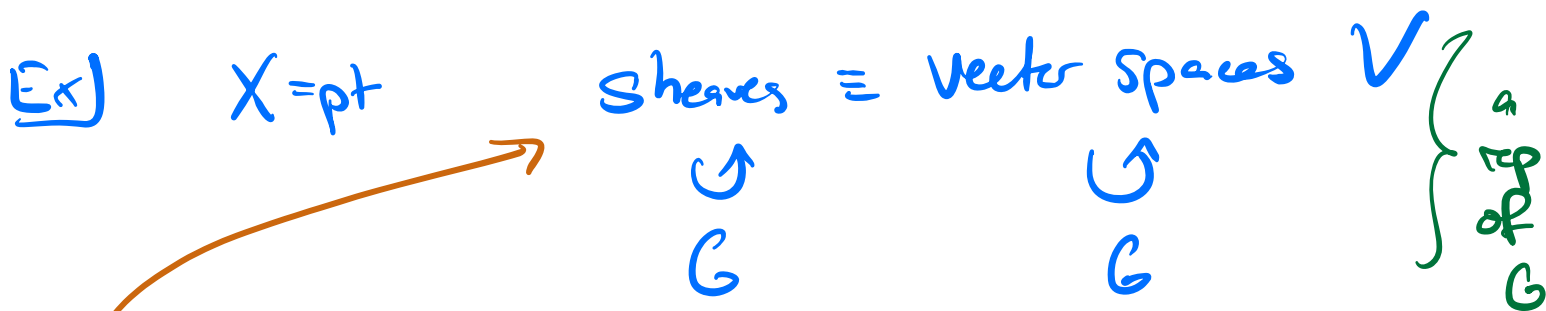 Ex X = pt sheaves ≡ vector spaces V
G G
a
rep
of
G